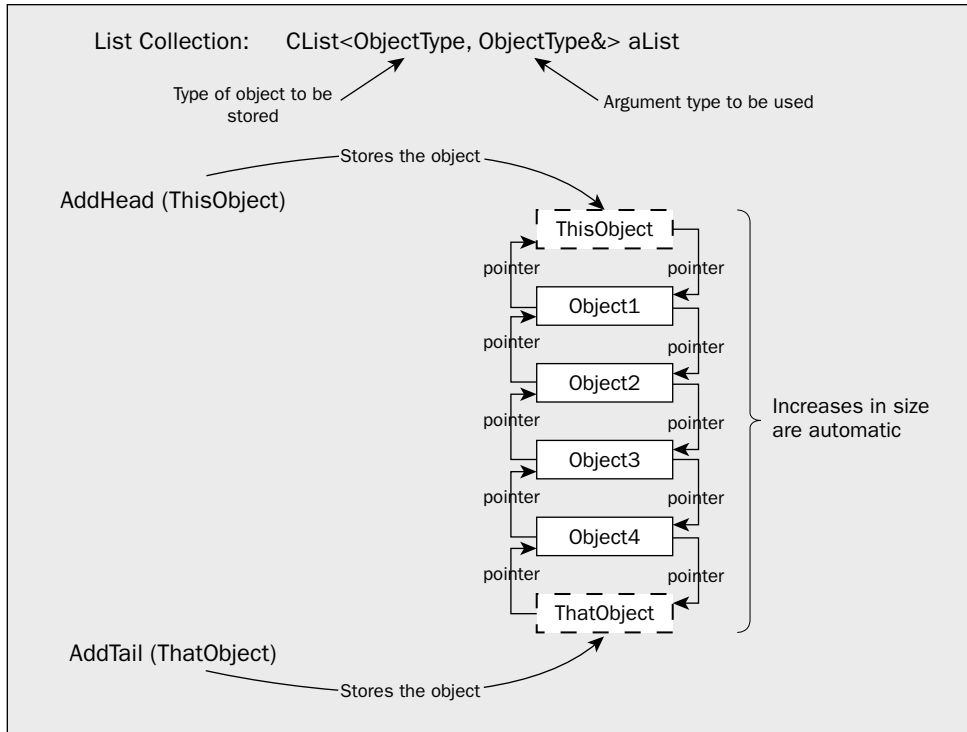 List Collection: CList<ObjectType, ObjectType&> aList
Type of object to be
stored
Argument type to be used
Stores the object
AddHead (ThisObject)
ThisObject
pointer
pointer
Object1
pointer
pointer
Object2
pointer
pointer
Increases in size
are automatic
Object3
pointer
pointer
Object4
pointer
pointer
ThatObject
AddTail (ThatObject)
Stores the object